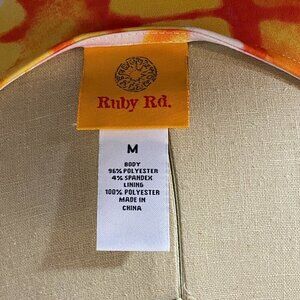 Ruby Rd.
M
BODY
96% POLYESTER
4% SPANDEX
LINING
100% POLYESTER
MADE IN
CHINA